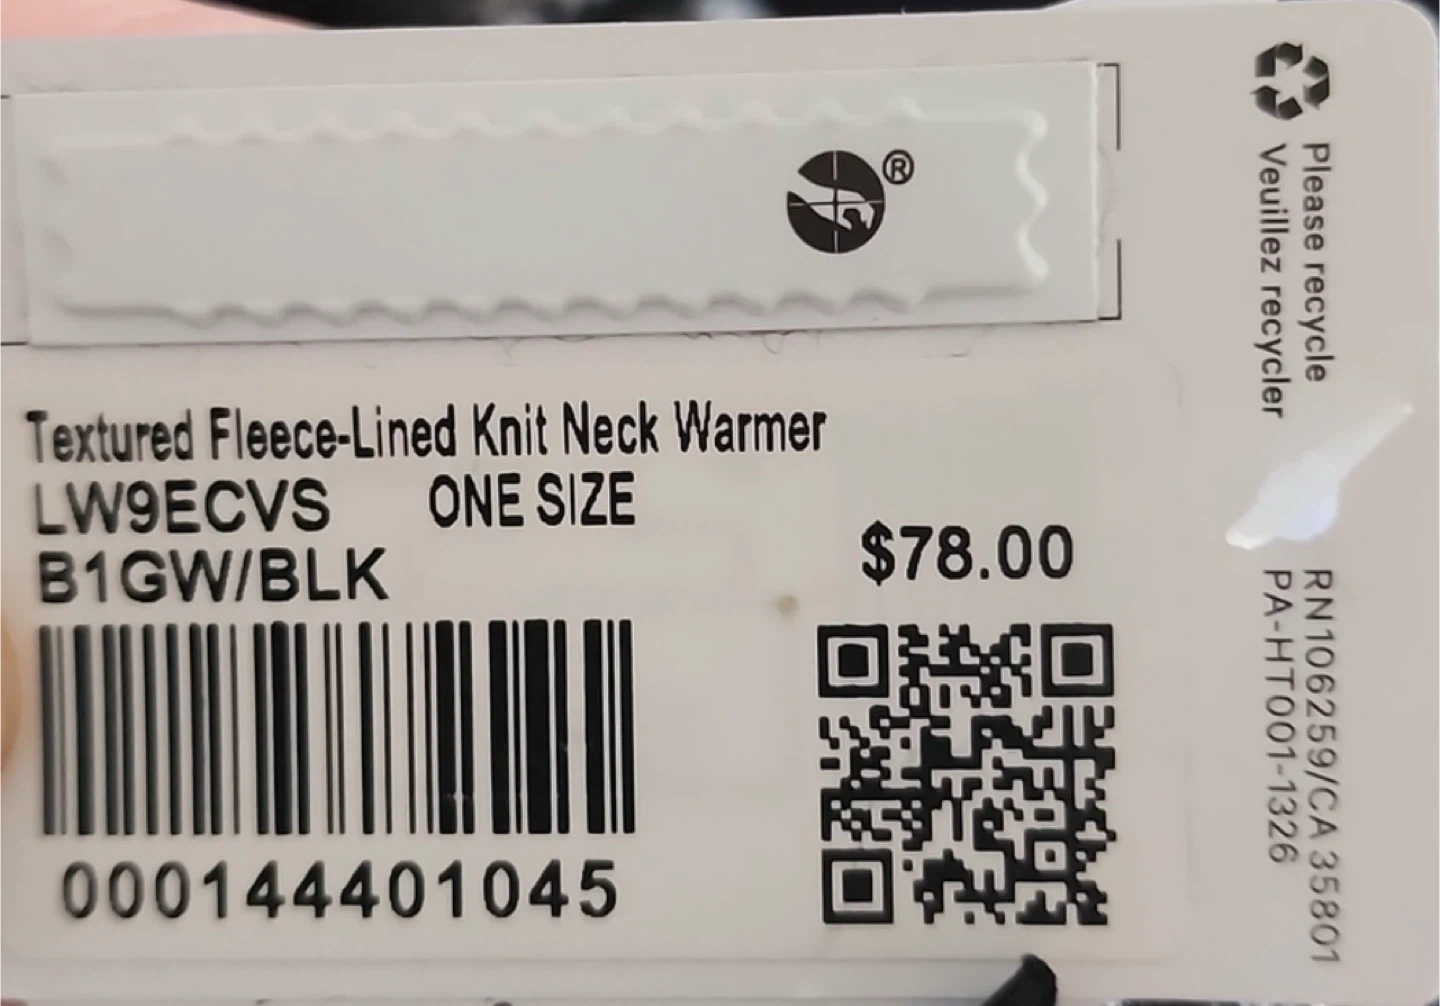 ®
Textured Fleece-Lined Knit Neck Warmer
LW9ECVS ONE SIZE
B1GW/BLK
$78.00
000144401045
Please recycle
Veuillez recycler
RN106259/CA 35801
PA-HT001-1326